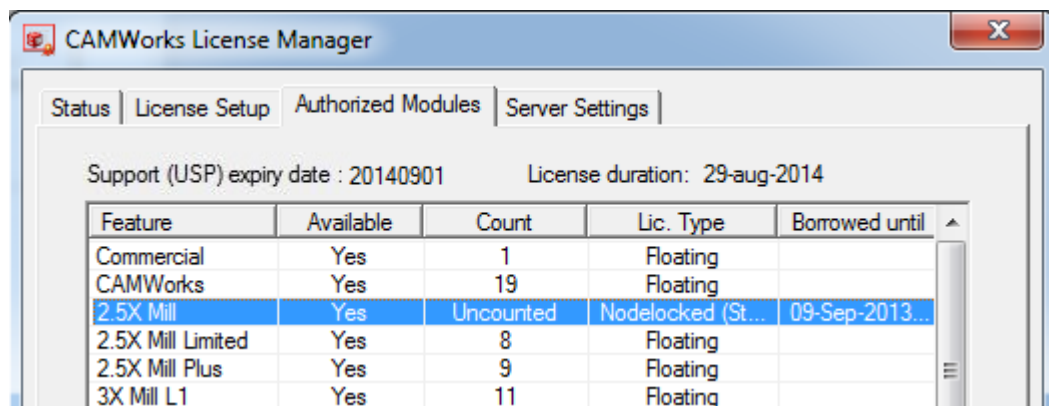 CAMWorks License Manager
Status License Setup Authorized Modules Server Settings
Support (USP) expiry date : 20140901 License duration: 29-aug-2014
Feature Available Count Lic. Type Borrowed until
Commercial Yes 1 Floating
CAMWorks Yes 19 Floating
2.5X Mill Yes Uncounted Nodelocked (St... 09-Sep-2013...
2.5X Mill Limited Yes 8 Floating
2.5X Mill Plus Yes 9 Floating
3X Mill L1 Yes 11 Floating